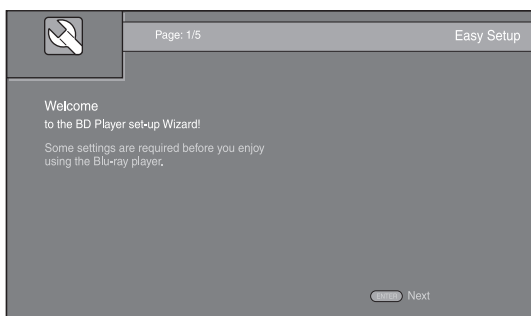 Page: 1/5
Easy Setup
Welcome
to the BD Player set-up Wizard!
Some settings are required before you enjoy
using the Blu-ray player.
ENTER Next